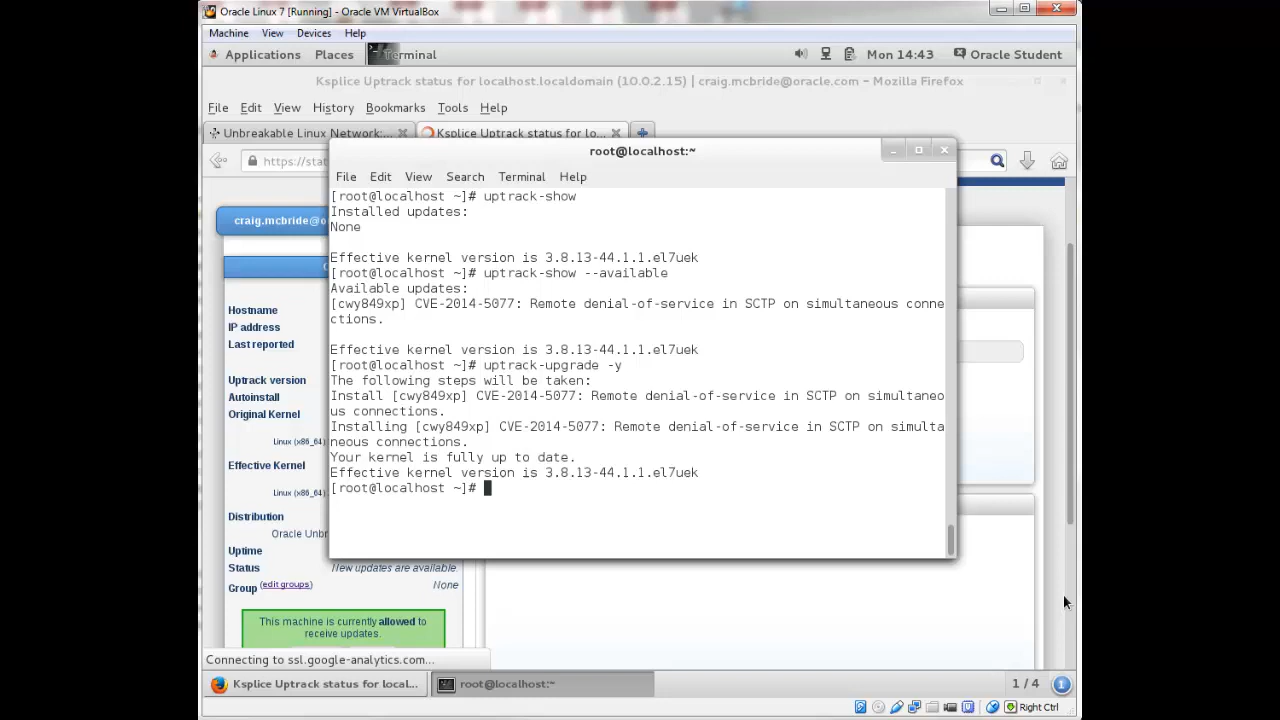 Oracle Linux 7 [Running] - Oracle VM VirtualBox
Machine View Devices Help
Applications Places Terminal Mon 14:43 Oracle Student
Ksplice Uptrack status for localhost.localdomain (10.0.2.15) | craig.mcbride@oracle.com - Mozilla Firefox
File Edit View History Bookmarks Tools Help
Unbreakable Linux Network:... Ksplice Uptrack status for lo...
https://stat
root@localhost:~
File Edit View Search Terminal Help
[root@localhost ~]# uptrack-show
Installed updates:
None
Effective kernel version is 3.8.13-44.1.1.el7uek
[root@localhost ~]# uptrack-show --available
Available updates:
[cwy849xp] CVE-2014-5077: Remote denial-of-service in SCTP on simultaneous conne
ctions.
Effective kernel version is 3.8.13-44.1.1.el7uek
[root@localhost ~]# uptrack-upgrade -y
The following steps will be taken:
Install [cwy849xp] CVE-2014-5077: Remote denial-of-service in SCTP on simultaneo
us connections.
Installing [cwy849xp] CVE-2014-5077: Remote denial-of-service in SCTP on simulta
neous connections.
Your kernel is fully up to date.
Effective kernel version is 3.8.13-44.1.1.el7uek
[root@localhost ~]#
craig.mcbride@o
Hostname
IP address
Last reported
Uptrack version
Autoinstall
Original Kernel
Linux (x86_64)
Effective Kernel
Linux (x86_64)
Distribution
Oracle Unbr
Uptime
Status New updates are available.
Group (edit groups) None
This machine is currently allowed to
receive updates.
Connecting to ssl.google-analytics.com...
Ksplice Uptrack status for local... root@localhost:~ 1 / 4 1
Right Ctrl